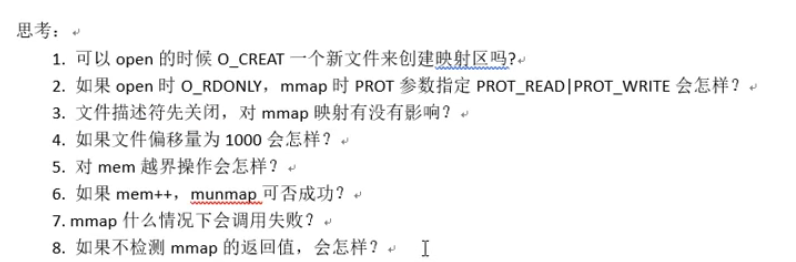 思考：
1. 可以 open 的时候 O_CREAT 一个新文件来创建映射区吗?
2. 如果 open 时 O_RDONLY，mmap 时 PROT 参数指定 PROT_READ|PROT_WRITE 会怎样？
3. 文件描述符先关闭，对 mmap 映射有没有影响？
4. 如果文件偏移量为 1000 会怎样？
5. 对 mem 越界操作会怎样？
6. 如果 mem++，munmap 可否成功？
7. mmap 什么情况下会调用失败？
8. 如果不检测 mmap 的返回值，会怎样？